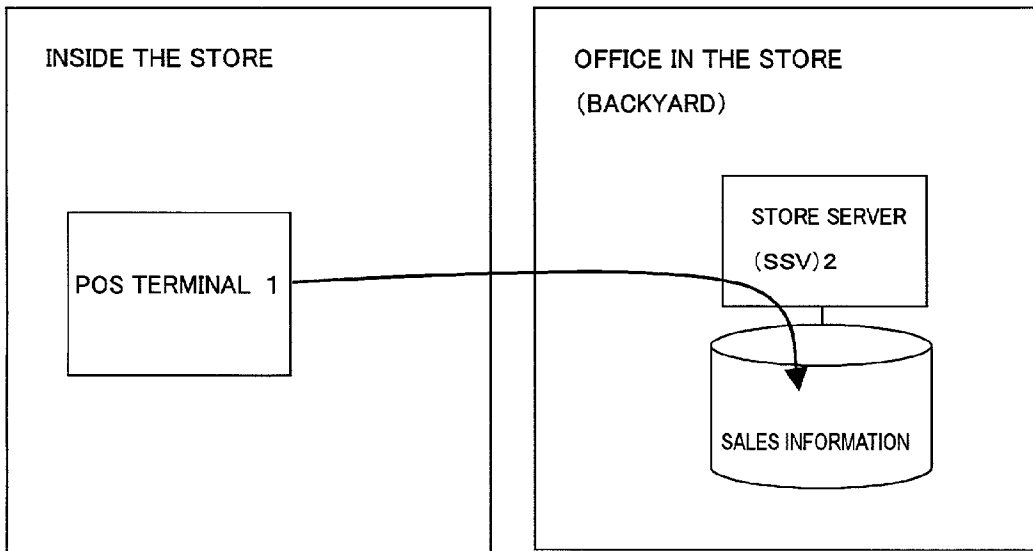 INSIDE THE STORE
POS TERMINAL 1
OFFICE IN THE STORE
(BACKYARD)
STORE SERVER
(SSV)2
SALES INFORMATION